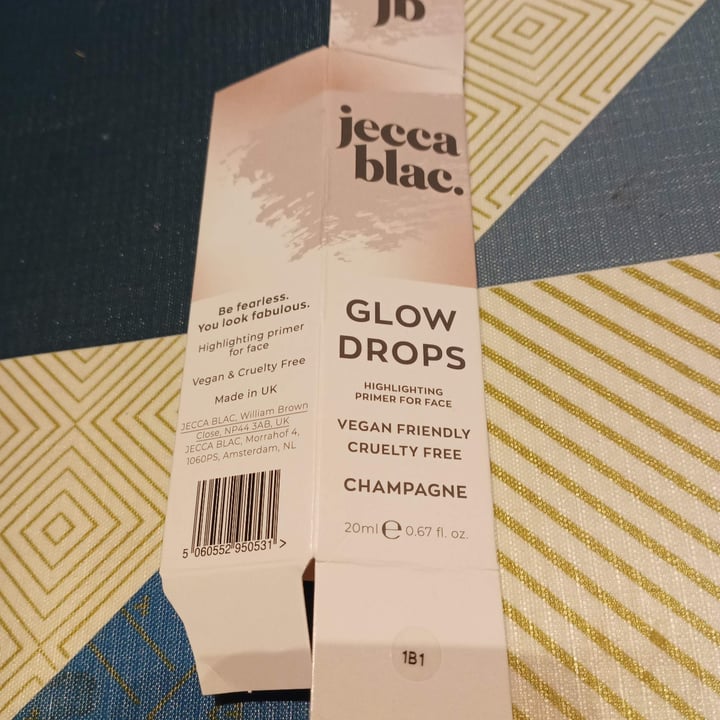 jb
jecca
blac.
Be fearless.
You look fabulous.
Highlighting primer
for face
Vegan & Cruelty Free
Made in UK
JECCA BLAC, William Brown
Close, NP44 3AB, UK
JECCA BLAC, Morrahof 4,
1060PS, Amsterdam, NL
5 060552 950531 >
GLOW
DROPS
HIGHLIGHTING
PRIMER FOR FACE
VEGAN FRIENDLY
CRUELTY FREE
CHAMPAGNE
20ml e 0.67 fl. oz.
1B1